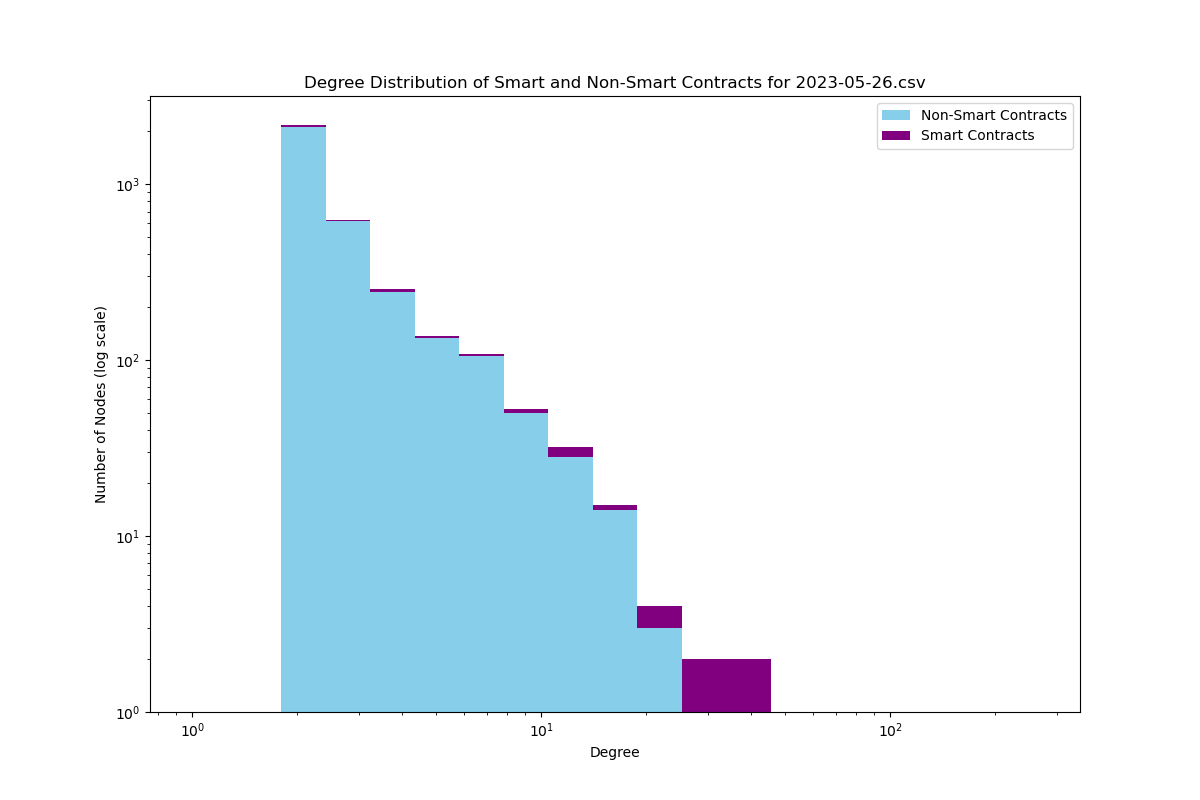 Degree Distribution of Smart and Non-Smart Contracts for 2023-05-26.csv
Non-Smart Contracts
Smart Contracts
Number of Nodes (log scale)
10³
10²
10¹
10⁰
10⁰ 10¹ 10²
Degree